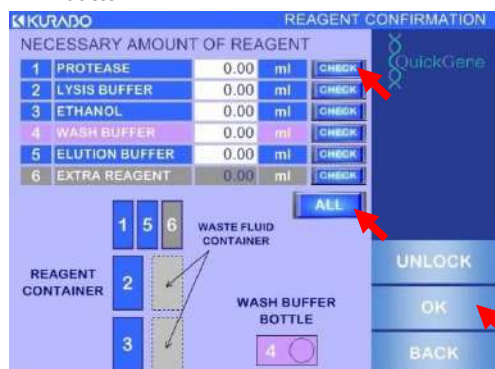 KURABO REAGENT CONFIRMATION
NECESSARY AMOUNT OF REAGENT
1 PROTEASE 0.00 ml CHECK
2 LYSIS BUFFER 0.00 ml CHECK
3 ETHANOL 0.00 ml CHECK
4 WASH BUFFER 0.00 ml CHECK
5 ELUTION BUFFER 0.00 ml CHECK
6 EXTRA REAGENT 0.00 ml CHECK
QuickGene
ALL
1 5 6
WASTE FLUID
CONTAINER
REAGENT
CONTAINER
2
3
WASH BUFFER
BOTTLE
4
UNLOCK
OK
BACK